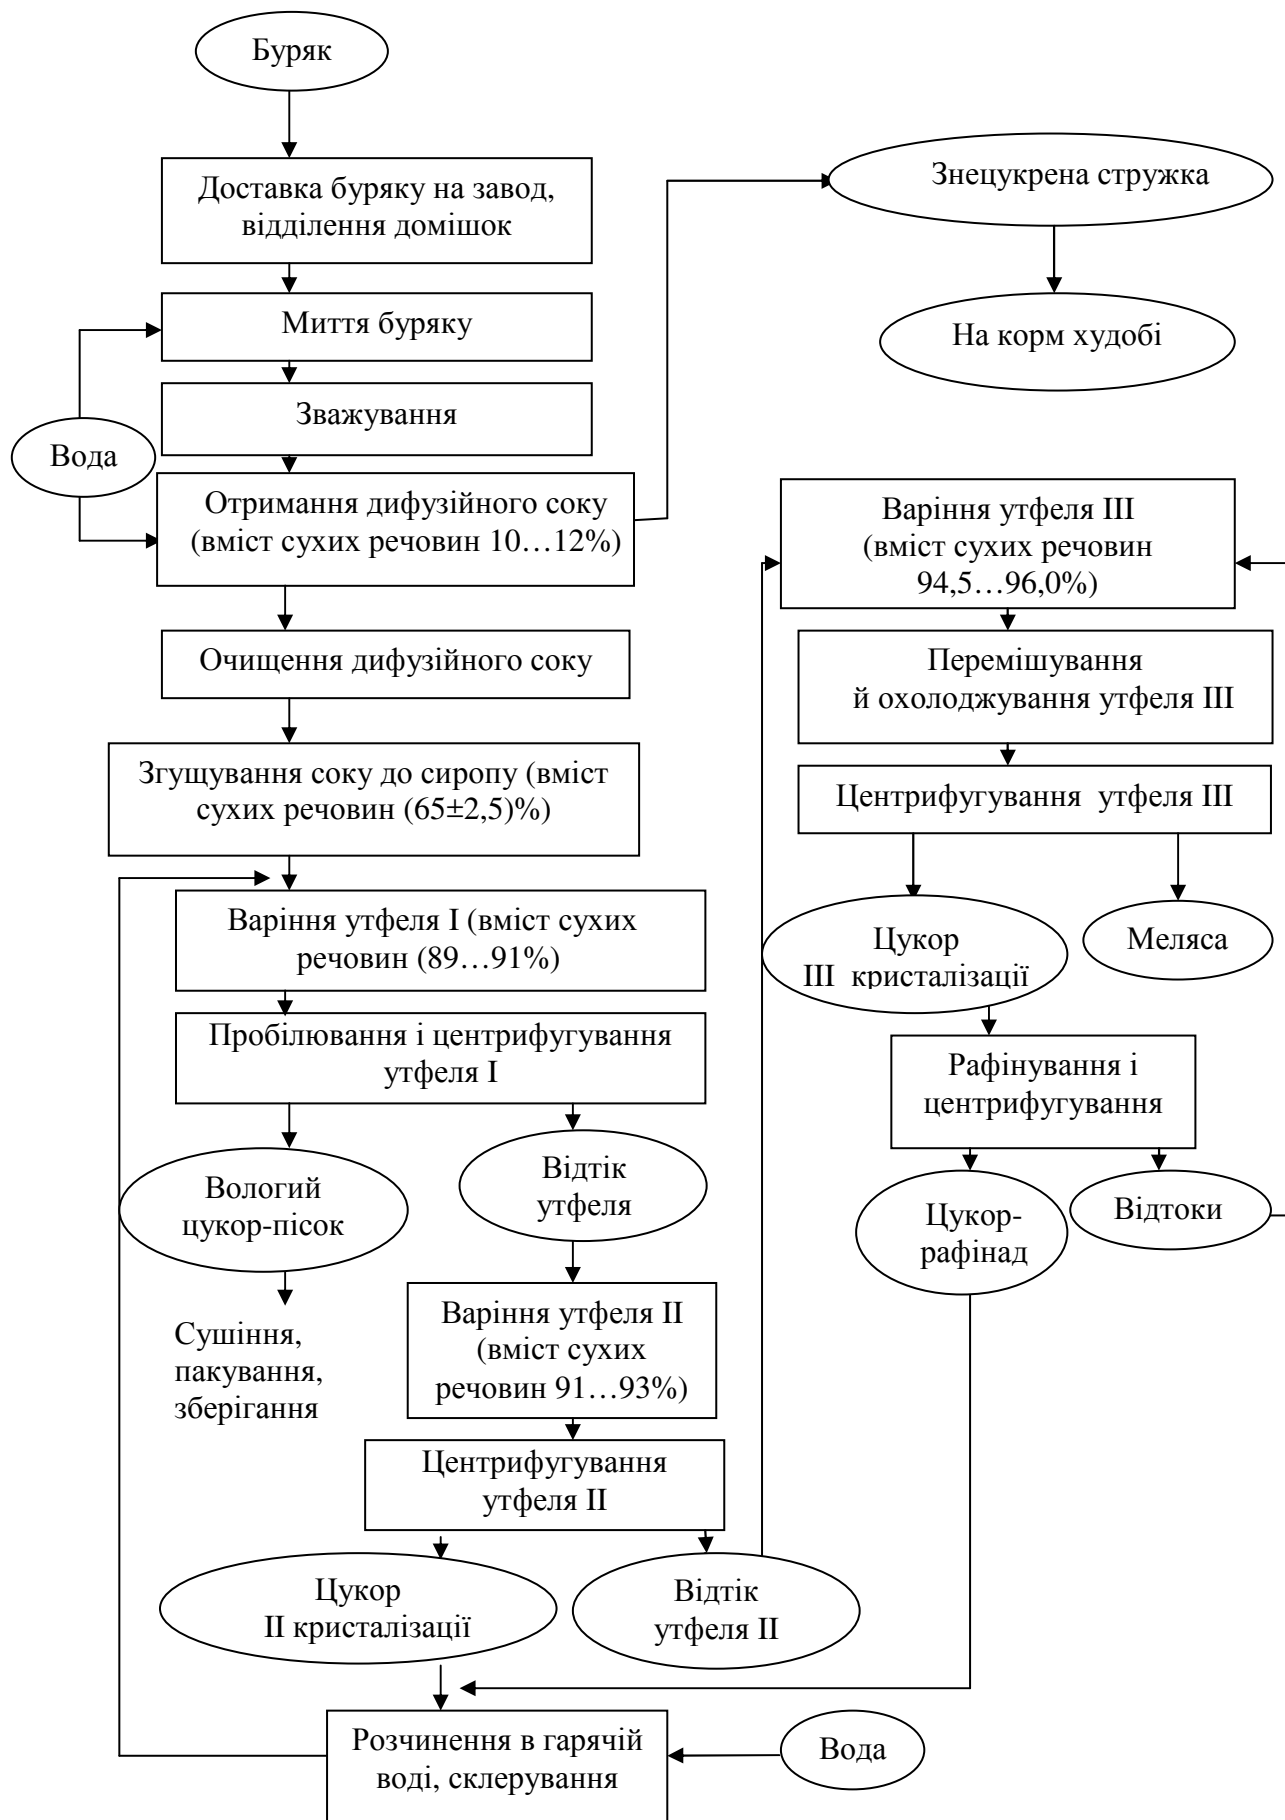 Буряк
Доставка буряку на завод,
відділення домішок
Миття буряку
Зважування
Вода
Отримання дифузійного соку
(вміст сухих речовин 10…12%)
Очищення дифузійного соку
Згущування соку до сиропу (вміст
сухих речовин (65±2,5)%)
Варіння утфеля I (вміст сухих
речовин (89…91%)
Пробілювання і центрифугування
утфеля I
Вологий
цукор-пісок
Сушіння,
пакування,
зберігання
Відтік
утфеля
Варіння утфеля II
(вміст сухих
речовин 91…93%)
Центрифугування
утфеля II
Цукор
II кристалізації
Відтік
утфеля II
Розчинення в гарячій
воді, склерування
Вода
Знецукрена стружка
На корм худобі
Варіння утфеля III
(вміст сухих речовин
94,5…96,0%)
Перемішування
й охолоджування утфеля III
Центрифугування утфеля III
Цукор
III кристалізації
Меляса
Рафінування і
центрифугування
Цукор-
рафінад
Відтоки